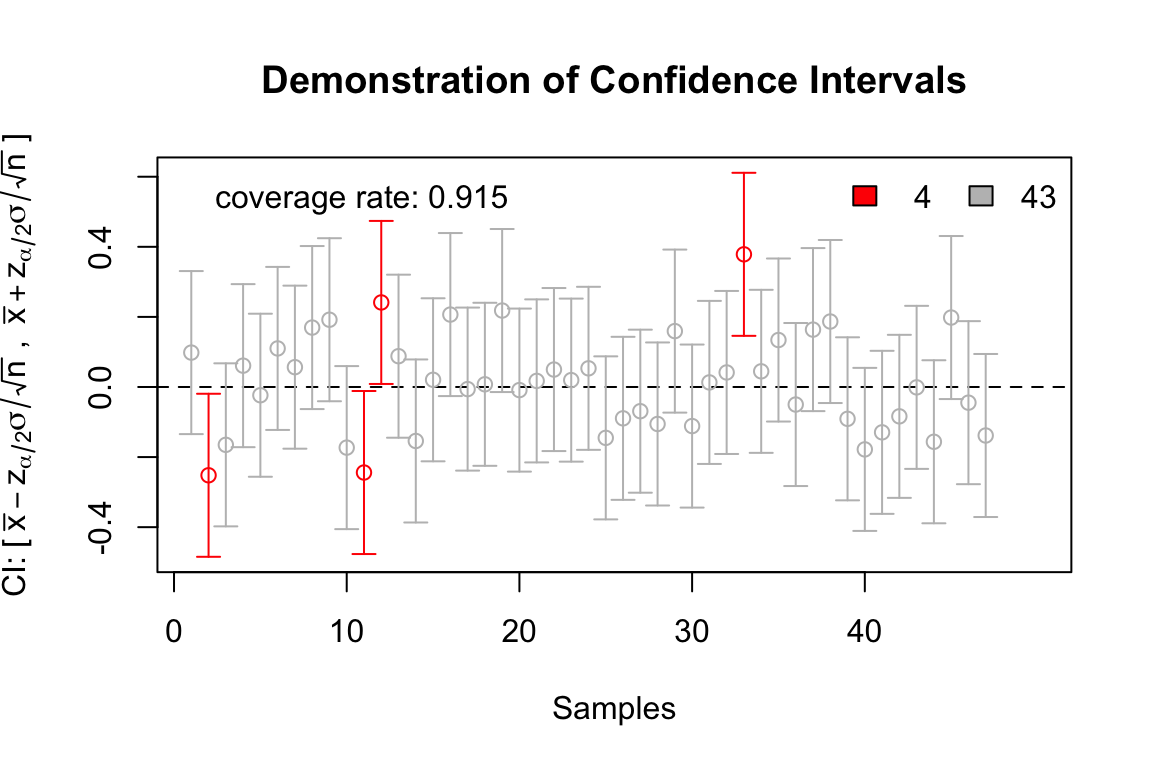 Demonstration of Confidence Intervals
coverage rate: 0.915
4
43
CI: [ x̅ − zα/2σ/√n , x̅ + zα/2σ/√n ]
0.4
0.0
-0.4
0 10 20 30 40
Samples